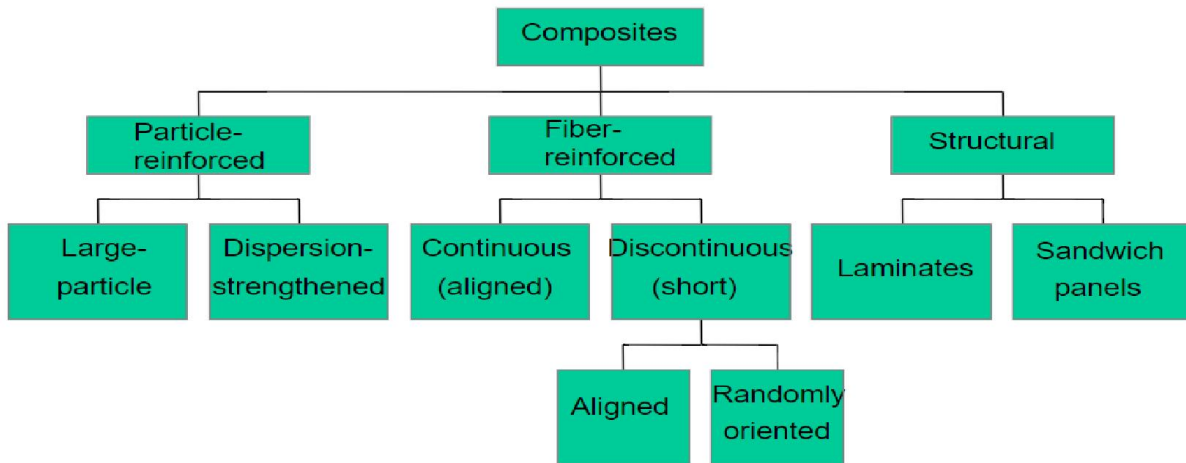 Composites
Particle-
reinforced
Fiber-
reinforced
Structural
Large-
particle
Dispersion-
strengthened
Continuous
(aligned)
Discontinuous
(short)
Laminates
Sandwich
panels
Aligned
Randomly
oriented